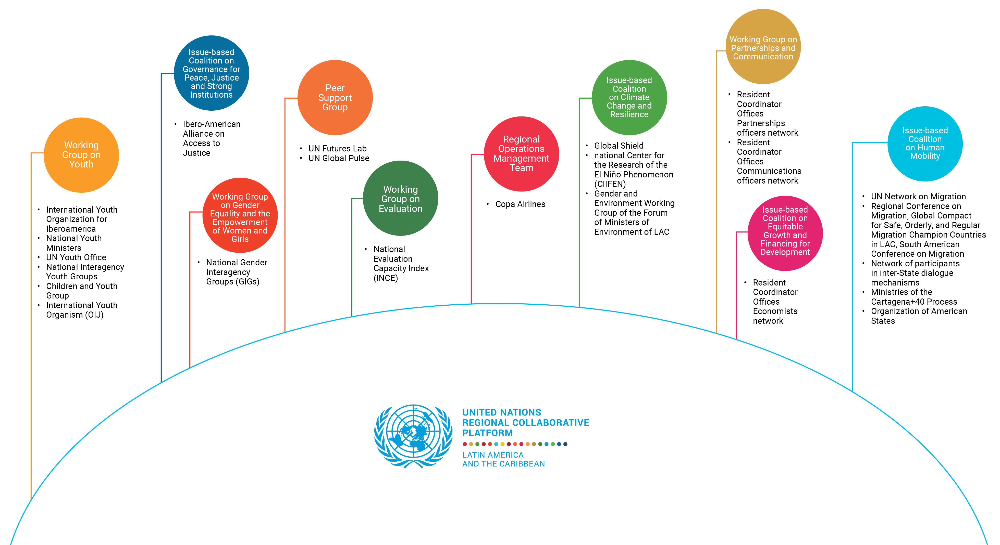 Working
Group on
Youth
• International Youth
Organization for
Iberoamerica
• National Youth
Ministers
• UN Youth Office
• National Interagency
Youth Groups
• Children and Youth
Group
• International Youth
Organism (OIJ)
Issue-based
Coalition on
Governance for
Peace, Justice
and Strong
Institutions
• Ibero-American
Alliance on
Access to
Justice
Working Group
on Gender
Equality and the
Empowerment
of Women and
Girls
• National Gender
Interagency
Groups (GIGs)
Peer
Support
Group
• UN Futures Lab
• UN Global Pulse
Working
Group on
Evaluation
• National
Evaluation
Capacity Index
(INCE)
Regional
Operations
Management
Team
• Copa Airlines
Issue-based
Coalition
on Climate
Change and
Resilience
• Global Shield
• national Center for
the Research of the
El Niño Phenomenon
(CIIFEN)
• Gender and
Environment Working
Group of the Forum
of Ministers of
Environment of LAC
Working Group on
Partnerships and
Communication
• Resident
Coordinator
Offices
Partnerships
officers network
• Resident
Coordinator
Offices
Communications
officers network
Issue-based
Coalition on
Equitable
Growth and
Financing for
Development
• Resident
Coordinator
Offices
Economists
network
Issue-based
Coalition
on Human
Mobility
• UN Network on Migration
• Regional Conference on
Migration, Global Compact
for Safe, Orderly, and Regular
Migration Champion Countries
in LAC, South American
Conference on Migration
• Network of participants
in inter-State dialogue
mechanisms
• Ministries of the
Cartagena+40 Process
• Organization of American
States
UNITED NATIONS
REGIONAL COLLABORATIVE
PLATFORM
LATIN AMERICA
AND THE CARIBBEAN